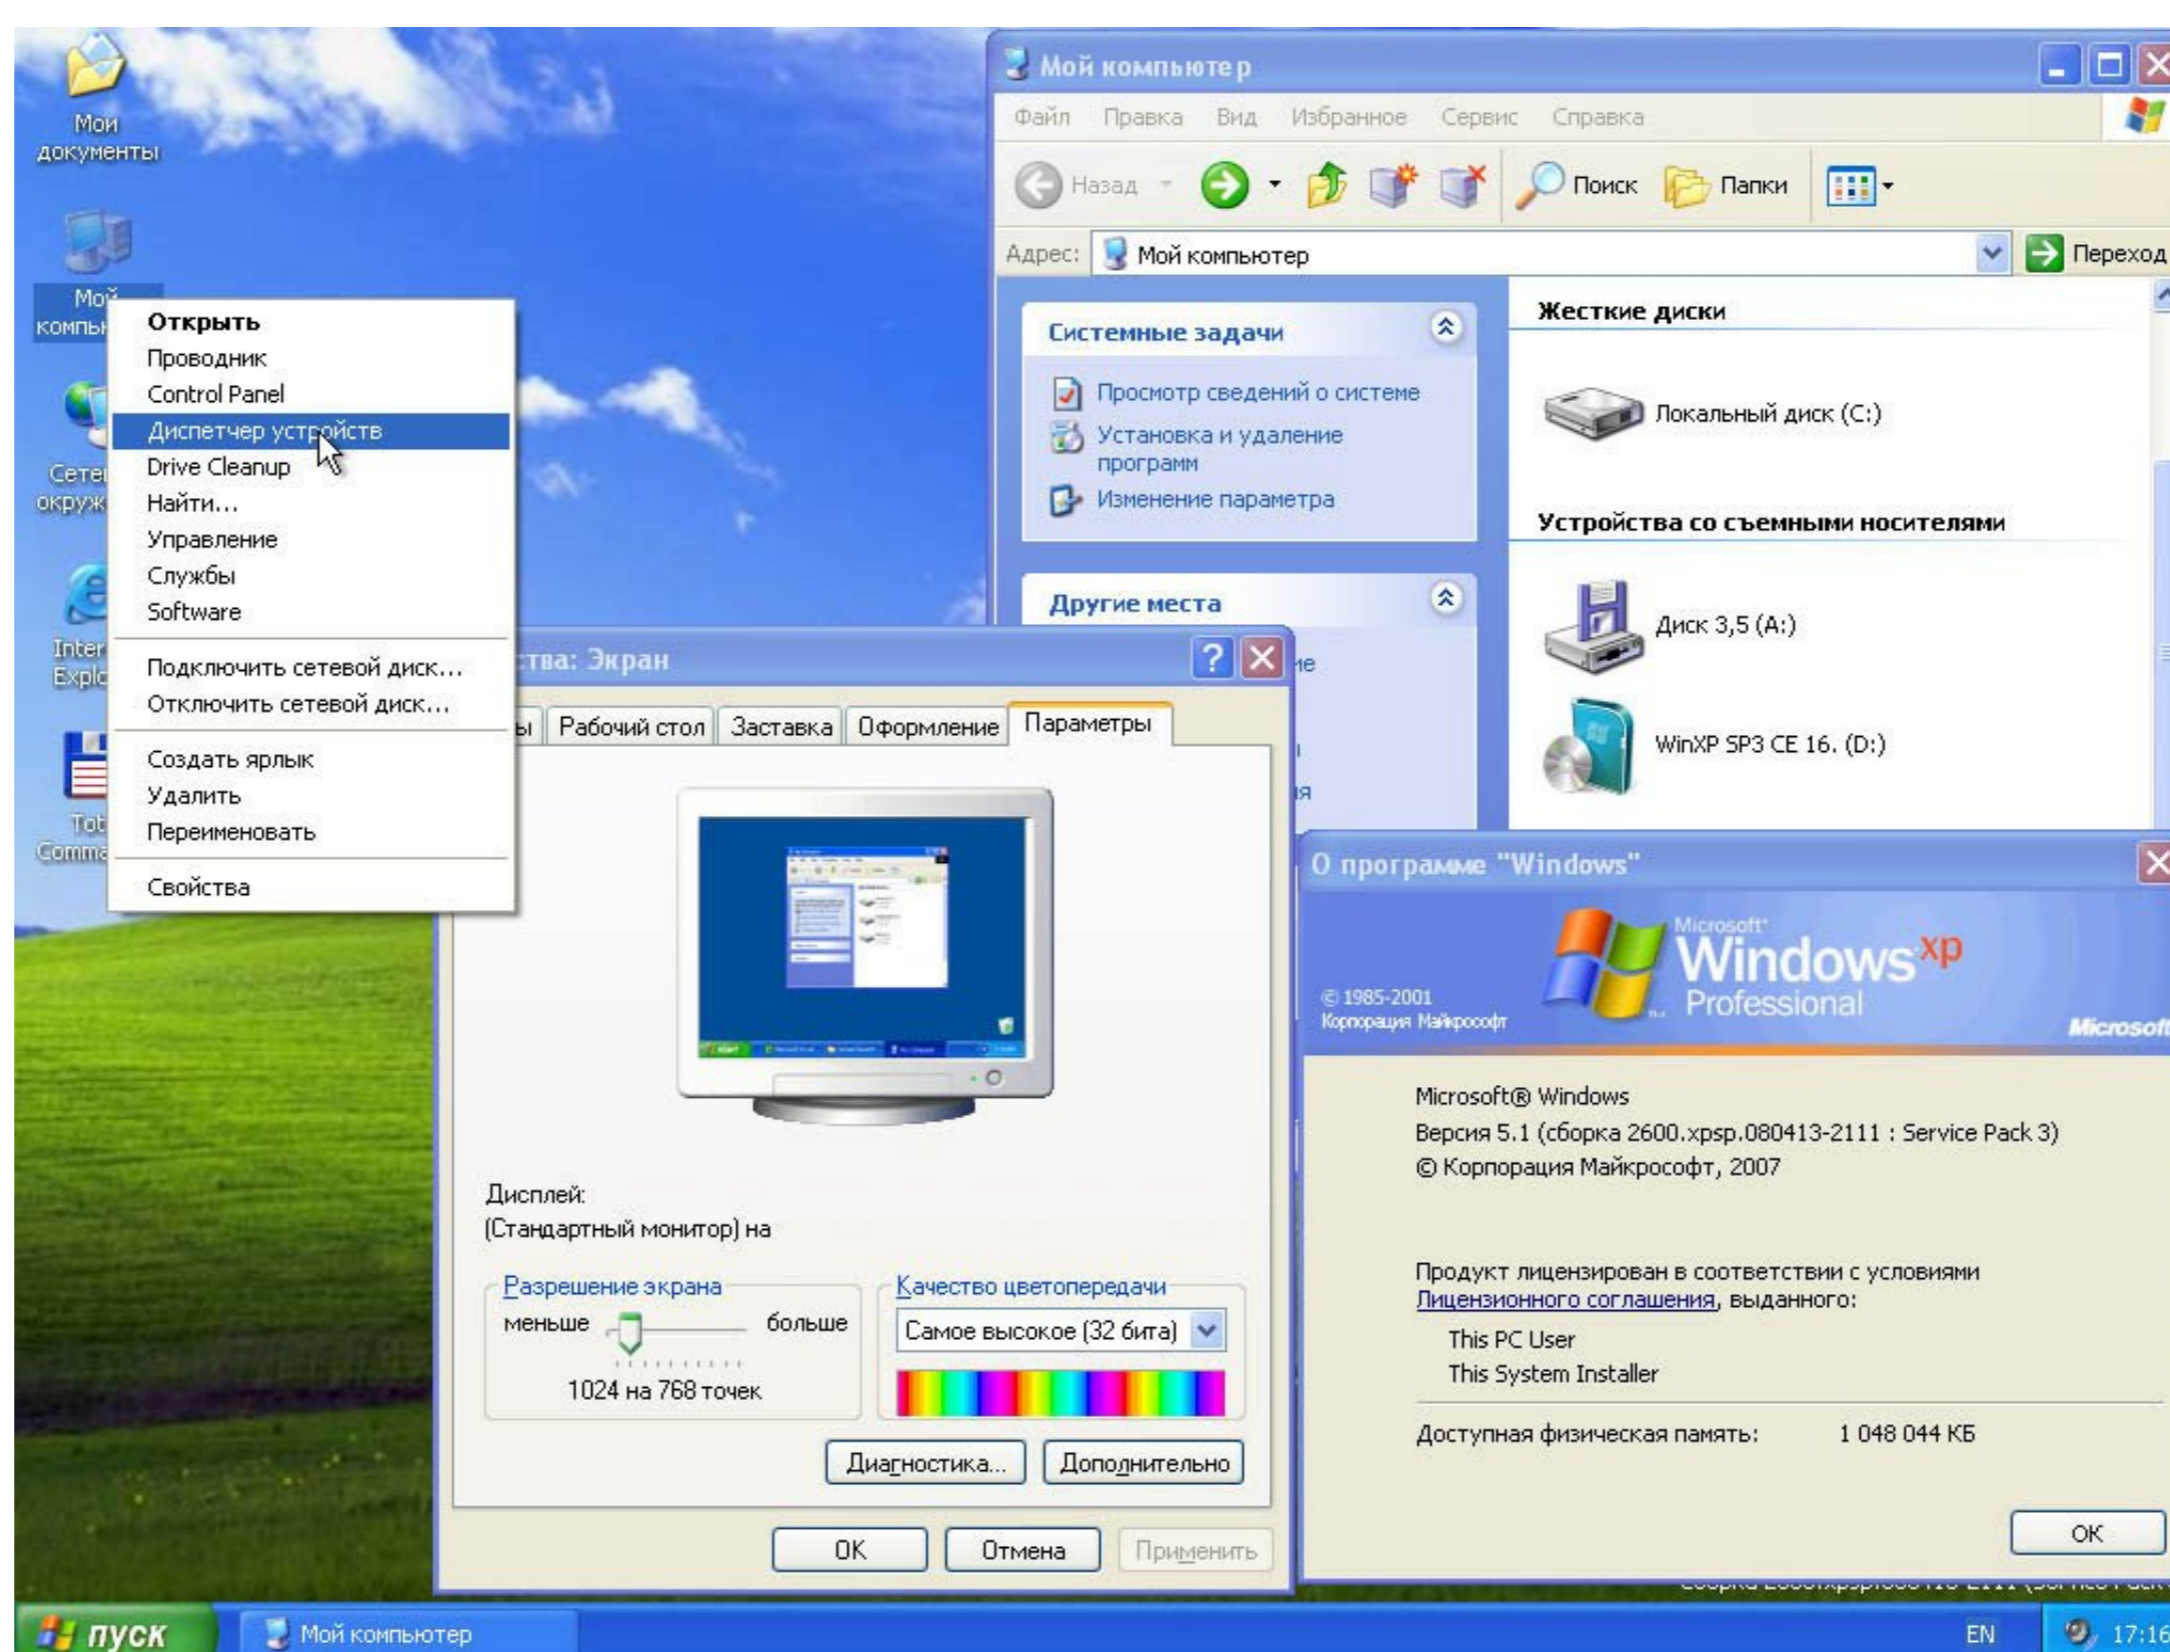 Мои
документы
Мой
Открыть
Проводник
Control Panel
Диспетчер устройств
Drive Cleanup
Найти...
Управление
Службы
Software
Подключить сетевой диск...
Отключить сетевой диск...
Создать ярлык
Удалить
Переименовать
Свойства
Мой компьютер
Файл Правка Вид Избранное Сервис Справка
Назад Поиск Папки
Адрес: Мой компьютер Переход
Системные задачи
Просмотр сведений о системе
Установка и удаление
программ
Изменение параметра
Другие места
Жесткие диски
Локальный диск (C:)
Устройства со съемными носителями
Диск 3,5 (A:)
WinXP SP3 CE 16. (D:)
Экран
Рабочий стол Заставка Оформление Параметры
Дисплей:
(Стандартный монитор) на
Разрешение экрана
меньше больше
1024 на 768 точек
Качество цветопередачи
Самое высокое (32 бита)
Диагностика... Дополнительно
OK Отмена Применить
О программе "Windows"
Microsoft
Windows xp
Professional
© 1985-2001
Корпорация Майкрософт
Microsoft
Microsoft® Windows
Версия 5.1 (сборка 2600.xpsp.080413-2111 : Service Pack 3)
© Корпорация Майкрософт, 2007
Продукт лицензирован в соответствии с условиями
Лицензионного соглашения, выданного:
This PC User
This System Installer
Доступная физическая память: 1 048 044 КБ
ОК
пуск Мой компьютер EN 17:16